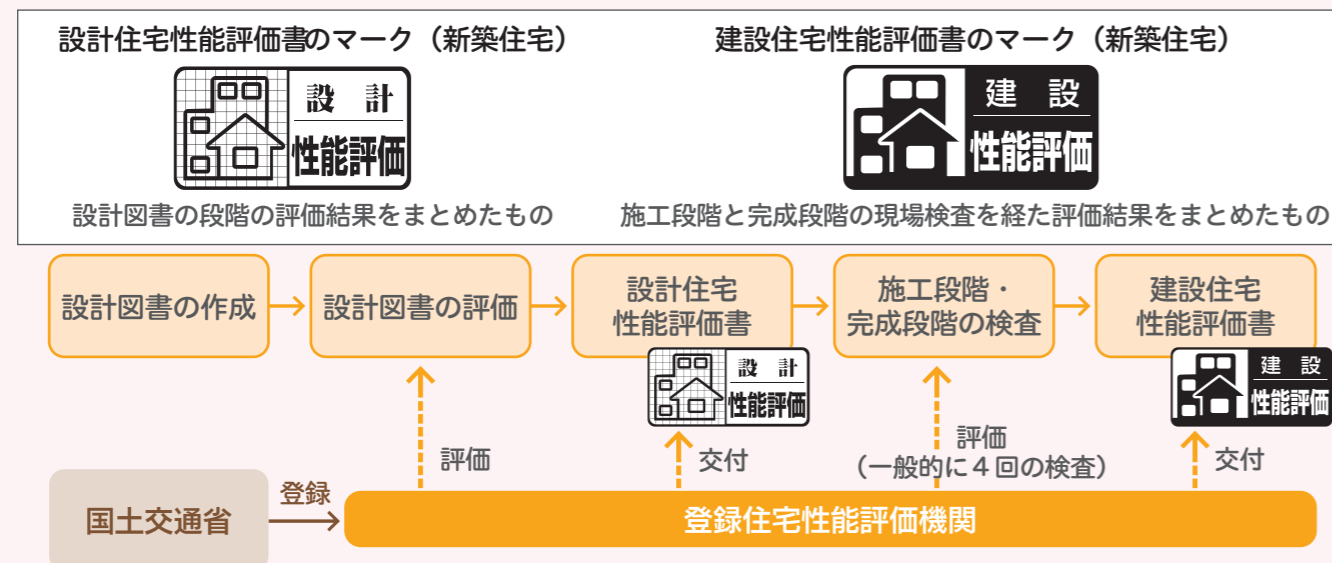 設計住宅性能評価書のマーク（新築住宅）
設計
性能評価
設計図書の段階の評価結果をまとめたもの
建設住宅性能評価書のマーク（新築住宅）
建設
性能評価
施工段階と完成段階の現場検査を経た評価結果をまとめたもの
設計図書の作成
設計図書の評価
設計住宅
性能評価書
施工段階・
完成段階の検査
建設住宅
性能評価書
設計
性能評価
建設
性能評価
評価
交付
評価
（一般的に４回の検査）
交付
国土交通省
登録
登録住宅性能評価機関